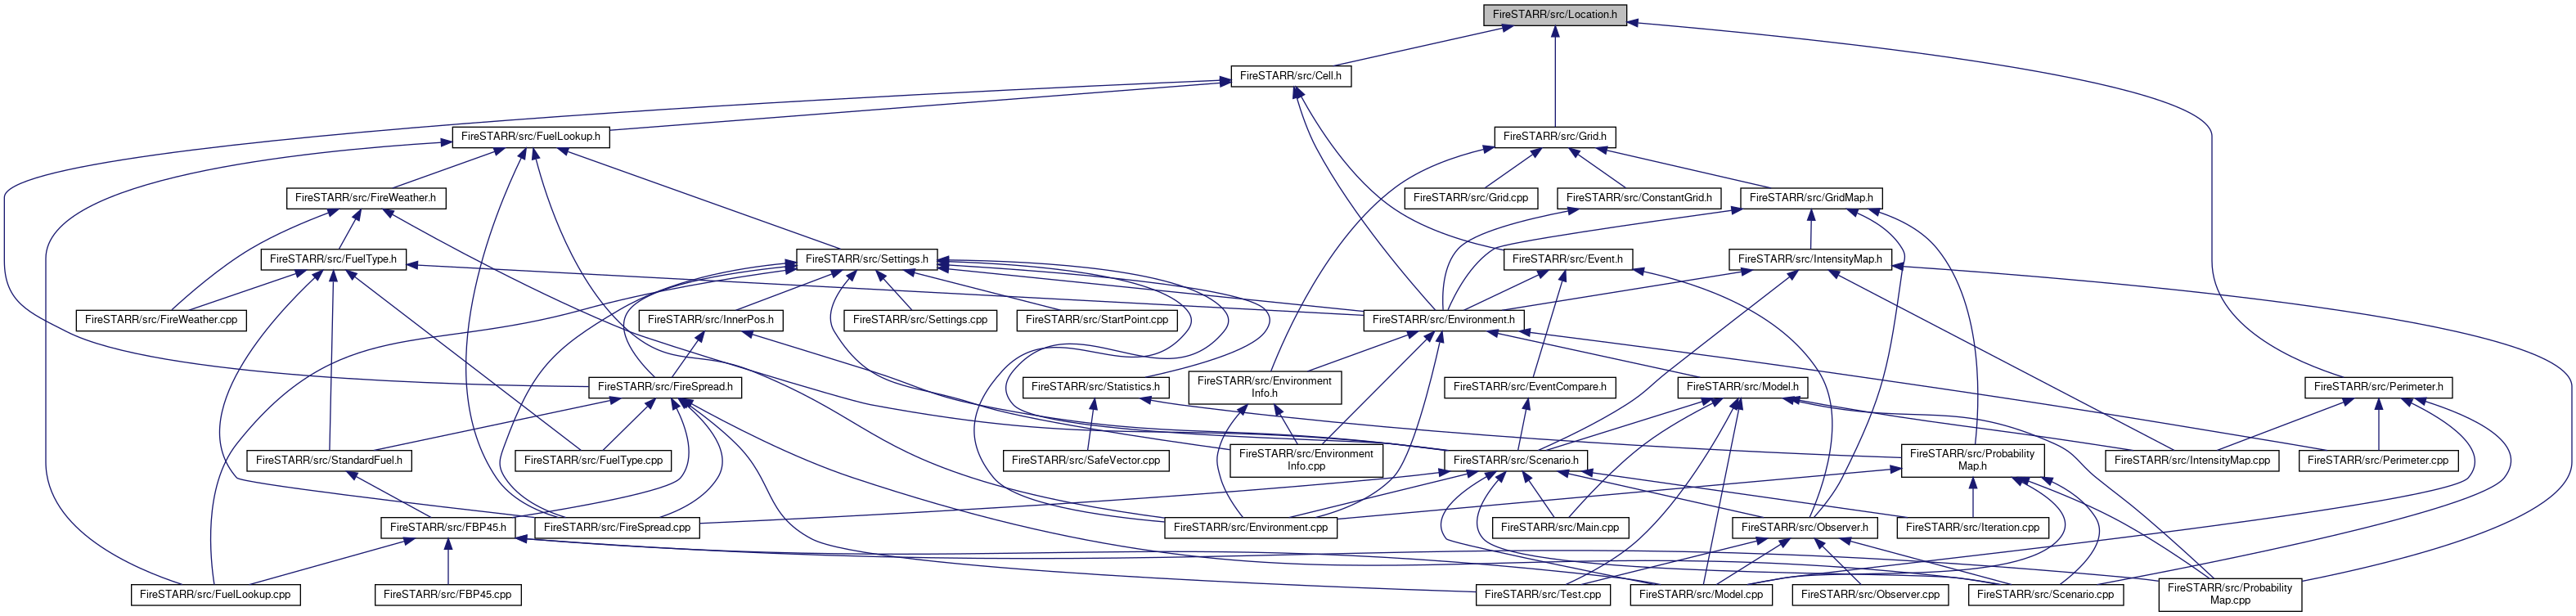 FireSTARR/src/Location.h
FireSTARR/src/Cell.h
FireSTARR/src/FuelLookup.h
FireSTARR/src/Grid.h
FireSTARR/src/FireWeather.h
FireSTARR/src/Grid.cpp
FireSTARR/src/ConstantGrid.h
FireSTARR/src/GridMap.h
FireSTARR/src/FuelType.h
FireSTARR/src/Settings.h
FireSTARR/src/Event.h
FireSTARR/src/IntensityMap.h
FireSTARR/src/FireWeather.cpp
FireSTARR/src/InnerPos.h
FireSTARR/src/Settings.cpp
FireSTARR/src/StartPoint.cpp
FireSTARR/src/Environment.h
FireSTARR/src/FireSpread.h
FireSTARR/src/Statistics.h
FireSTARR/src/Environment
Info.h
FireSTARR/src/EventCompare.h
FireSTARR/src/Model.h
FireSTARR/src/Perimeter.h
FireSTARR/src/StandardFuel.h
FireSTARR/src/FuelType.cpp
FireSTARR/src/SafeVector.cpp
FireSTARR/src/Environment
Info.cpp
FireSTARR/src/Scenario.h
FireSTARR/src/Probability
Map.h
FireSTARR/src/IntensityMap.cpp
FireSTARR/src/Perimeter.cpp
FireSTARR/src/FBP45.h
FireSTARR/src/FireSpread.cpp
FireSTARR/src/Environment.cpp
FireSTARR/src/Main.cpp
FireSTARR/src/Observer.h
FireSTARR/src/Iteration.cpp
FireSTARR/src/FuelLookup.cpp
FireSTARR/src/FBP45.cpp
FireSTARR/src/Test.cpp
FireSTARR/src/Model.cpp
FireSTARR/src/Observer.cpp
FireSTARR/src/Scenario.cpp
FireSTARR/src/Probability
Map.cpp